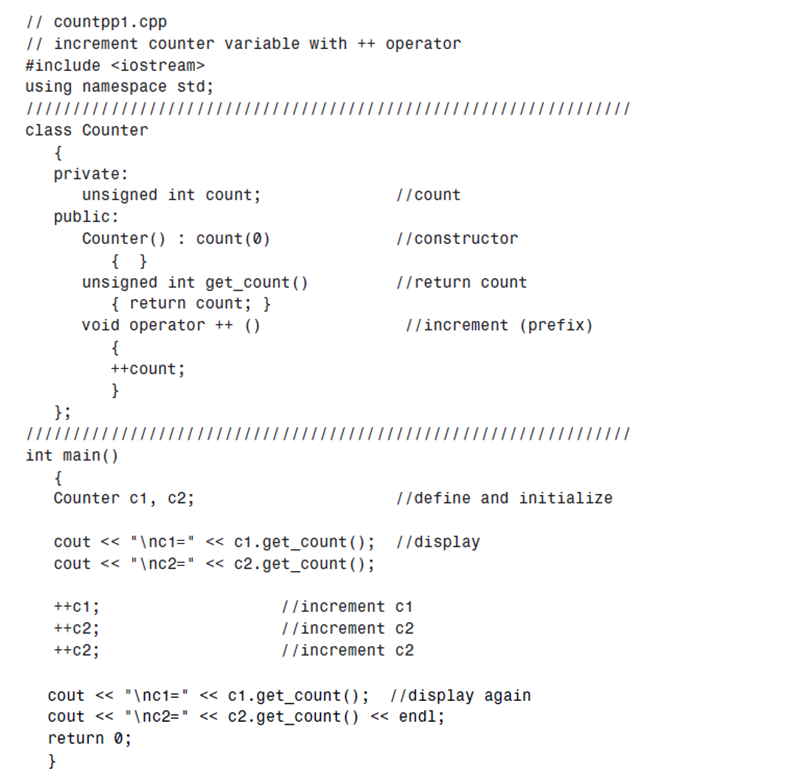 // countpp1.cpp
// increment counter variable with ++ operator
#include <iostream>
using namespace std;
/////////////////////////////////////////////////////////////////
class Counter
{
private:
unsigned int count; //count
public:
Counter() : count(0) //constructor
{ }
unsigned int get_count() //return count
{ return count; }
void operator ++ () //increment (prefix)
{
++count;
}
};
/////////////////////////////////////////////////////////////////
int main()
{
Counter c1, c2; //define and initialize
cout << "\nc1=" << c1.get_count(); //display
cout << "\nc2=" << c2.get_count();
++c1; //increment c1
++c2; //increment c2
++c2; //increment c2
cout << "\nc1=" << c1.get_count(); //display again
cout << "\nc2=" << c2.get_count() << endl;
return 0;
}